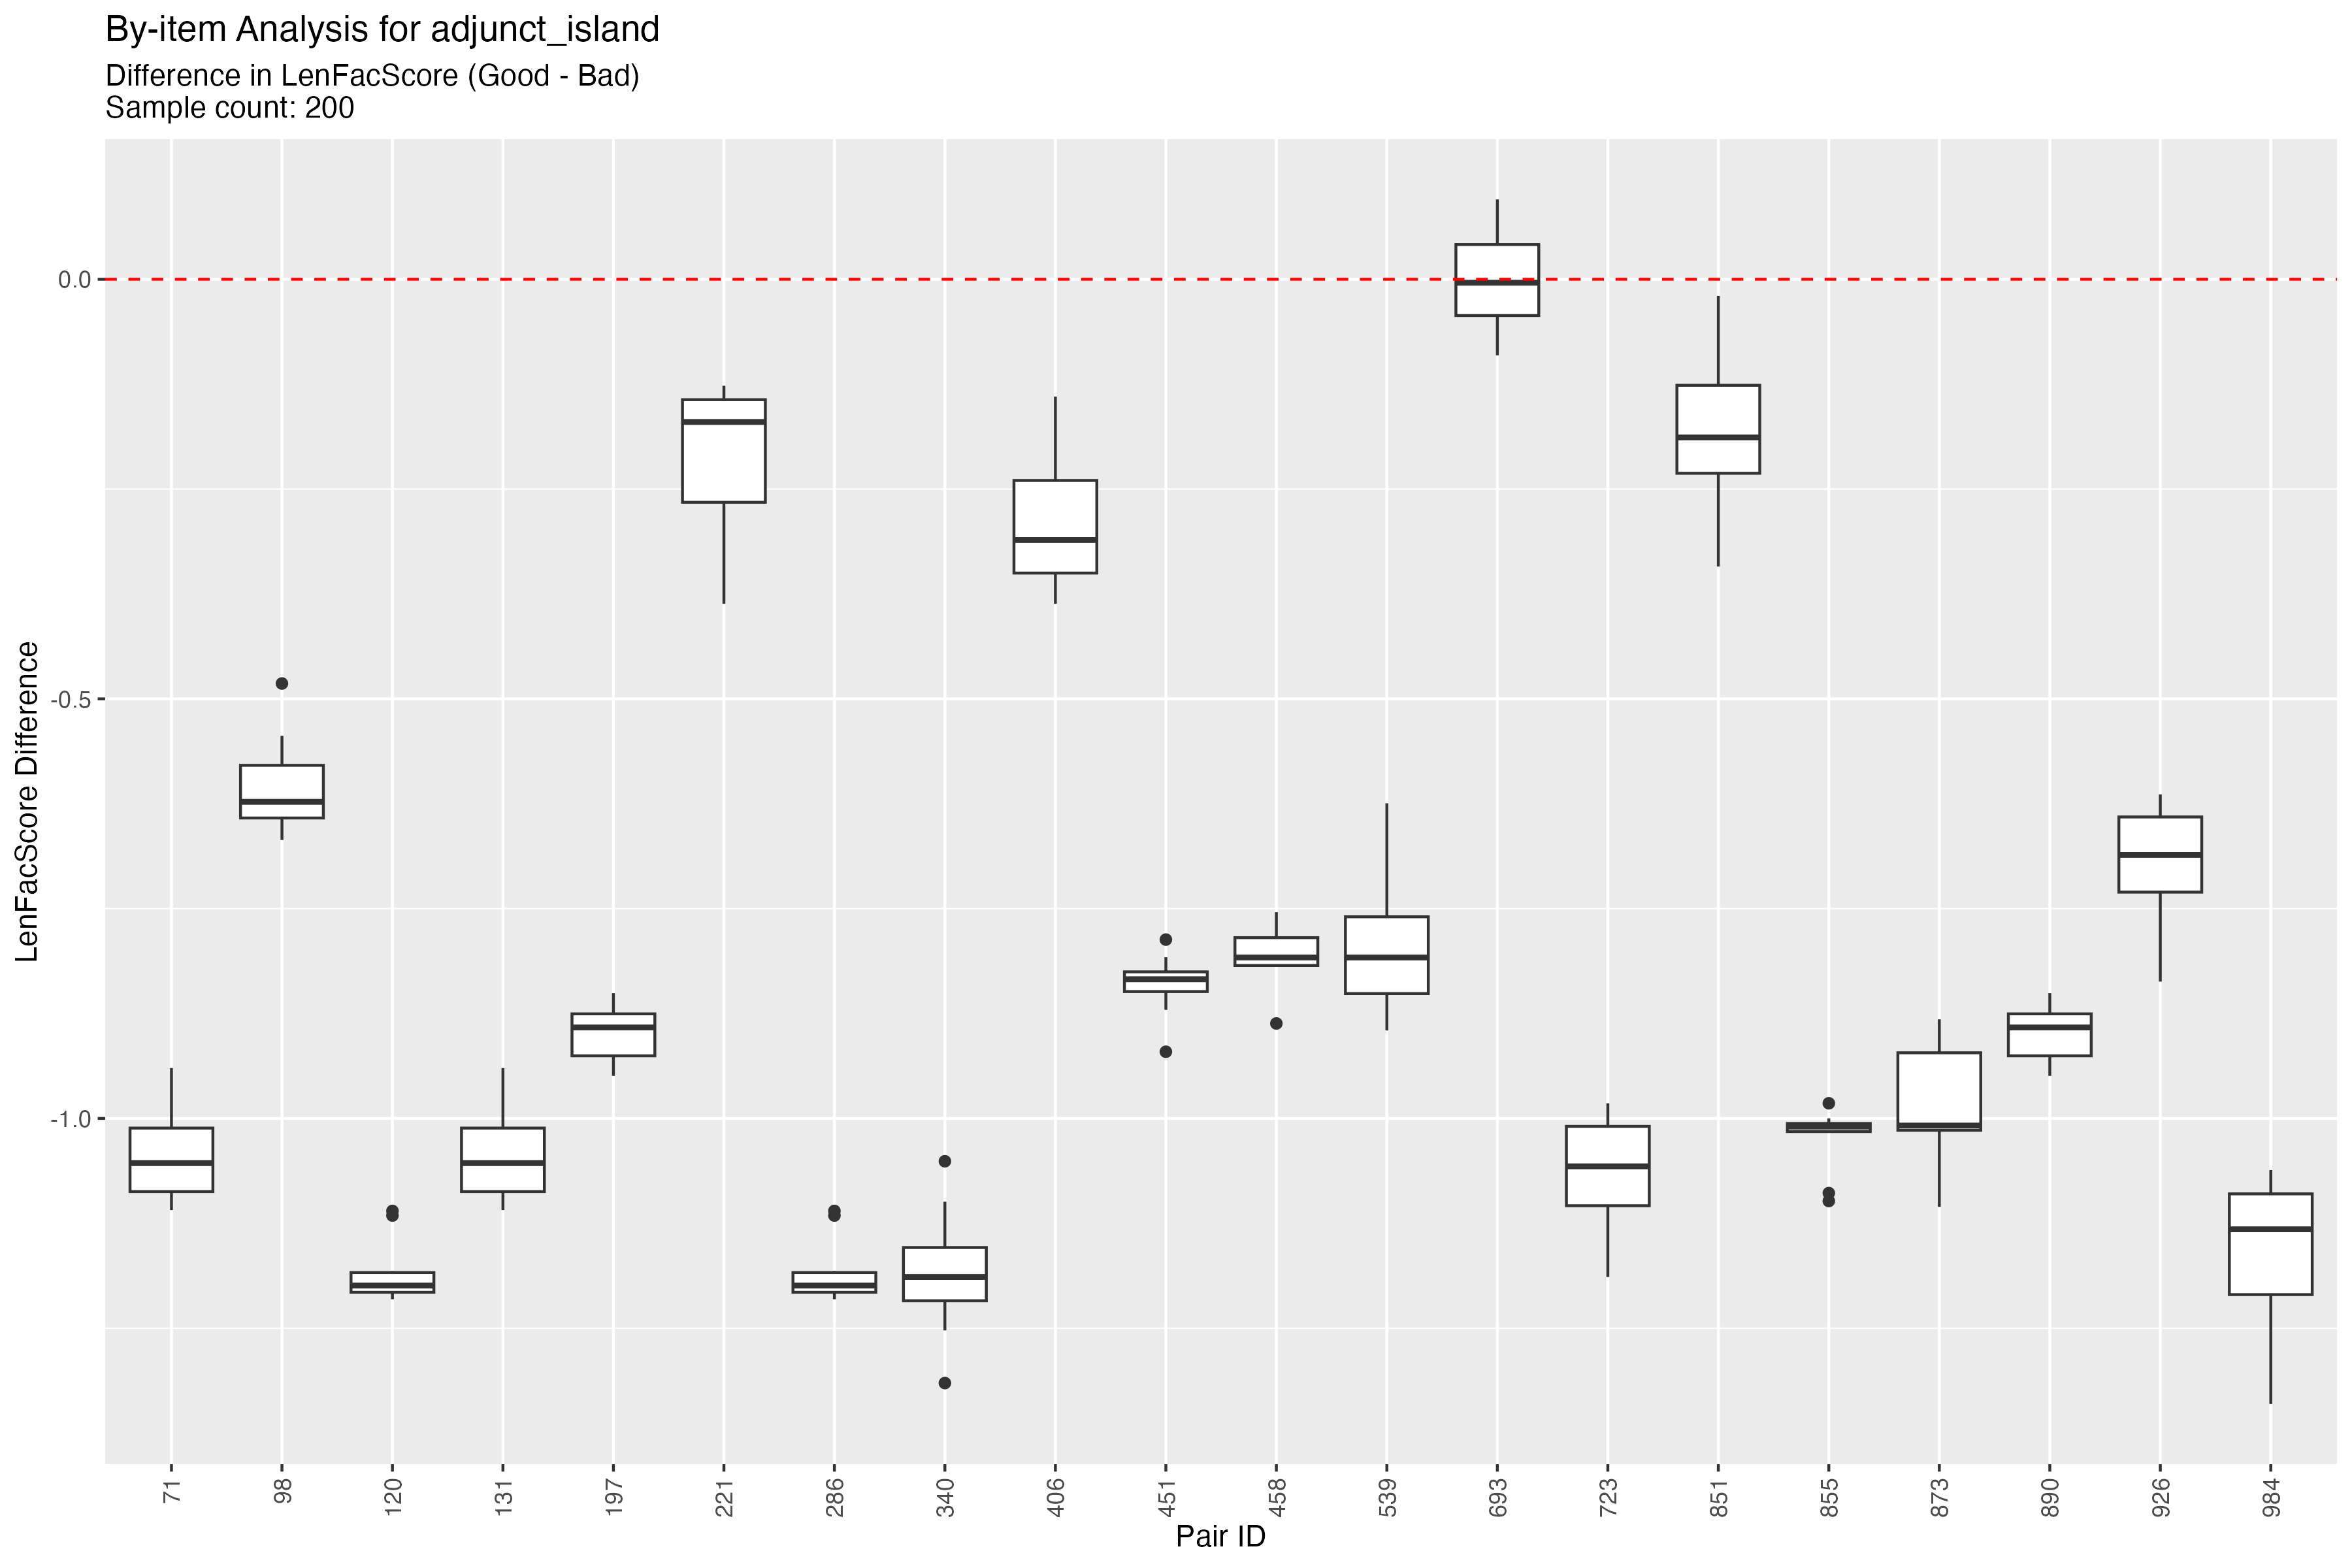 By-item Analysis for adjunct_island
Difference in LenFacScore (Good - Bad)
Sample count: 200
LenFacScore Difference
0.0
-0.5
-1.0
71 98 120 131 197 221 286 340 406 451 458 539 693 723 851 855 873 890 926 984
Pair ID